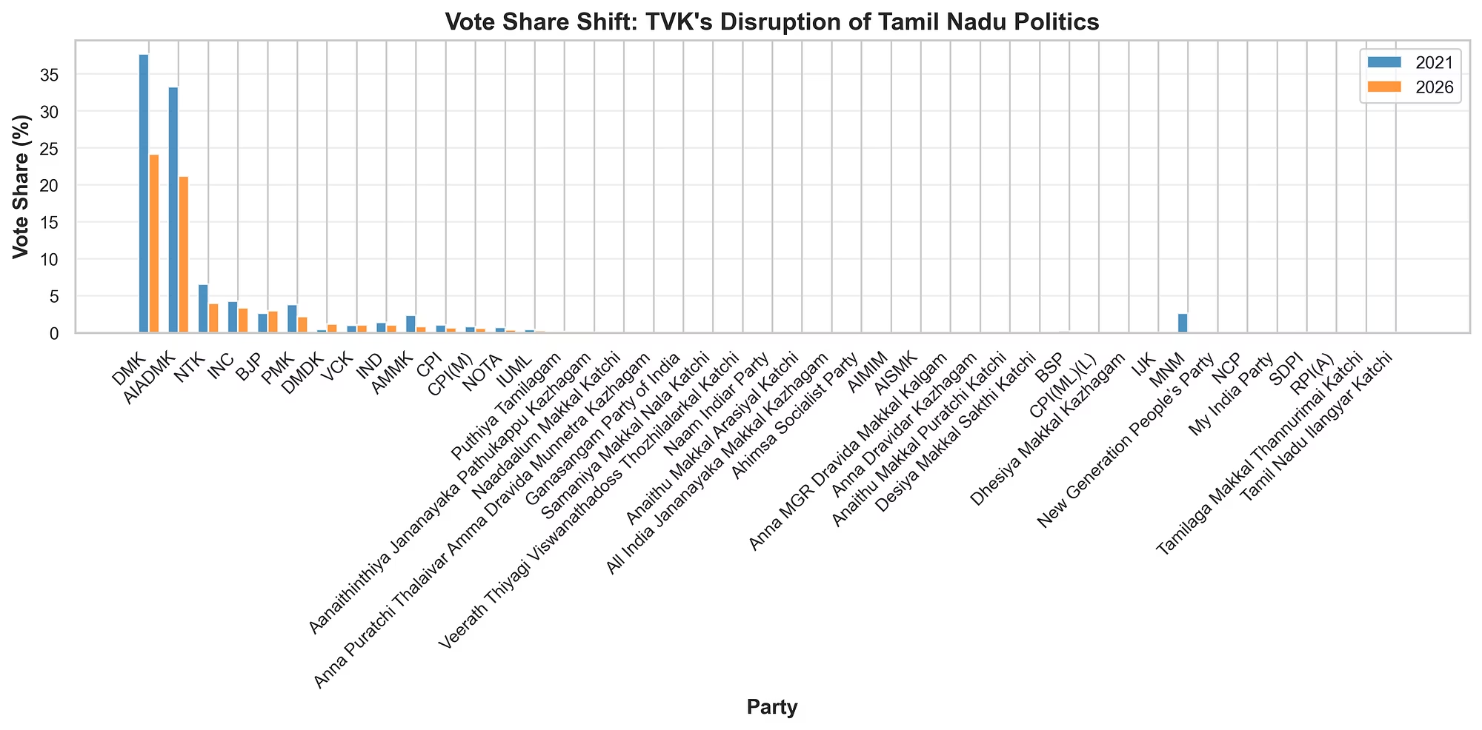 Vote Share Shift: TVK's Disruption of Tamil Nadu Politics
2021
2026
Vote Share (%)
35
30
25
20
15
10
5
0
DMK
AIADMK
NTK
INC
BJP
PMK
DMDK
VCK
IND
AMMK
CPI
CPI(M)
NOTA
IUML
Puthiya Tamilagam
Aanaithinthiya Jananayaka Pathukappu Kazhagam
Naadaalum Makkal Katchi
Anna Puratchi Thalaivar Amma Dravida Munnetra Kazhagam
Ganasangam Party of India
Samaniya Makkal Nala Katchi
Veerath Thiyagi Viswanathadoss Thozhilalarkal Katchi
Naam Indiar Party
Anaithu Makkal Arasiyal Katchi
All India Jananayaka Makkal Kazhagam
Ahimsa Socialist Party
AIMIM
AISMK
Anna MGR Dravida Makkal Kalgam
Anna Dravidar Kazhagam
Anaithu Makkal Puratchi Katchi
Desiya Makkal Sakthi Katchi
BSP
CPI(ML)(L)
Dhesiya Makkal Kazhagam
IJK
MNM
New Generation People's Party
NCP
My India Party
SDPI
RPI(A)
Tamilaga Makkal Thannurimai Katchi
Tamil Nadu Ilangyar Katchi
Party